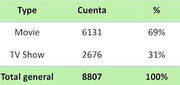 Type Cuenta %
Movie 6131 69%
TV Show 2676 31%
Total general 8807 100%